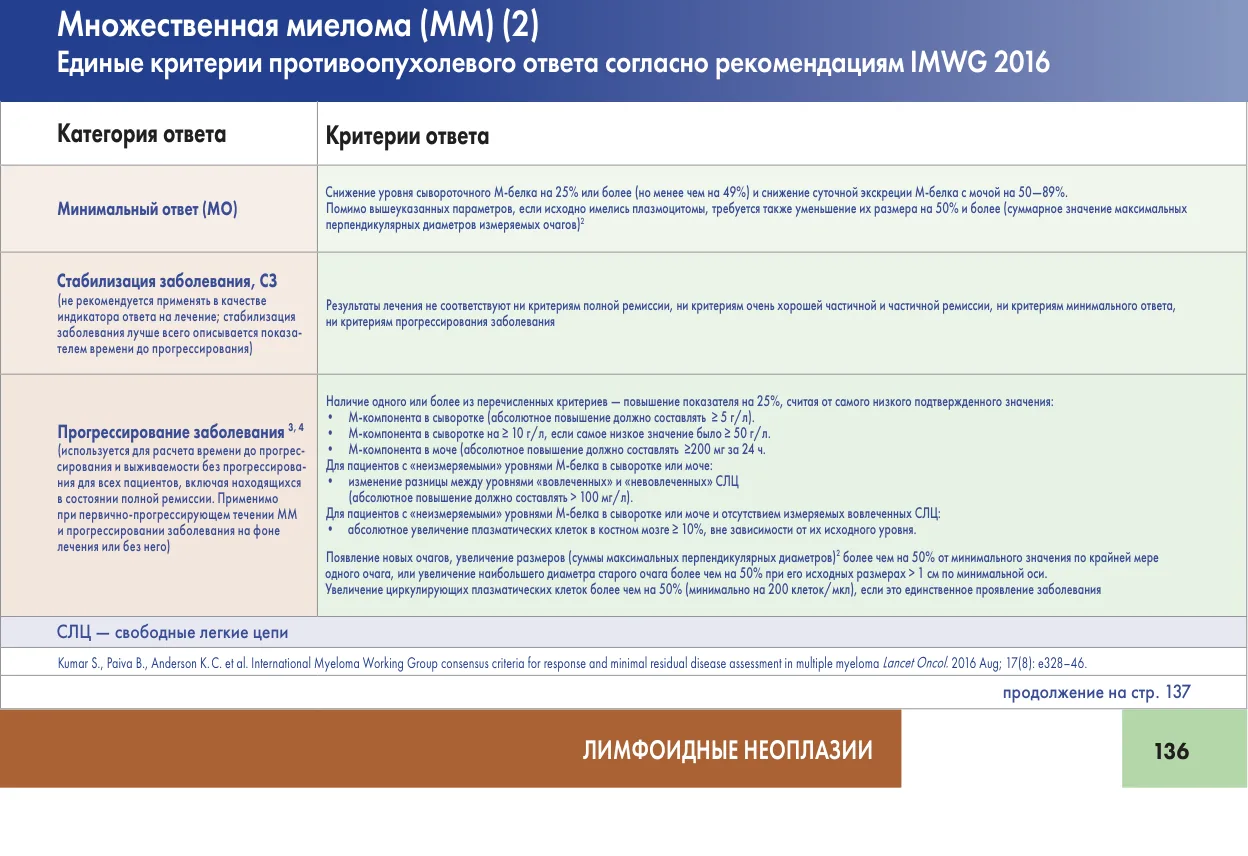 Множественная миелома (ММ) (2)
Единые критерии противоопухолевого ответа согласно рекомендациям IMWG 2016
Категория ответа
Критерии ответа
Минимальный ответ (МО)
Снижение уровня сывороточного М-белка на 25% или более (но менее чем на 49%) и снижение суточной экскреции М-белка с мочой на 50—89%.
Помимо вышеуказанных параметров, если исходно имелись плазмоцитомы, требуется также уменьшение их размера на 50% и более (суммарное значение максимальных
перпендикулярных диаметров измеряемых очагов)²
Стабилизация заболевания, СЗ
(не рекомендуется применять в качестве
индикатора ответа на лечение; стабилизация
заболевания лучше всего описывается показа-
телем времени до прогрессирования)
Результаты лечения не соответствуют ни критериям полной ремиссии, ни критериям очень хорошей частичной и частичной ремиссии, ни критериям минимального ответа,
ни критериям прогрессирования заболевания
Прогрессирование заболевания ³, ⁴
(используется для расчета времени до прогрес-
сирования и выживаемости без прогрессирова-
ния для всех пациентов, включая находящихся
в состоянии полной ремиссии. Применимо
при первично-прогрессирующем течении ММ
и прогрессировании заболевания на фоне
лечения или без него)
Наличие одного или более из перечисленных критериев — повышение показателя на 25%, считая от самого низкого подтвержденного значения:
• М-компонента в сыворотке (абсолютное повышение должно составлять ≥ 5 г/л).
• М-компонента в сыворотке на ≥ 10 г/л, если самое низкое значение было ≥ 50 г/л.
• М-компонента в моче (абсолютное повышение должно составлять ≥200 мг за 24 ч.
Для пациентов с «неизмеряемыми» уровнями М-белка в сыворотке или моче:
• изменение разницы между уровнями «вовлеченных» и «невовлеченных» СЛЦ
(абсолютное повышение должно составлять > 100 мг/л).
Для пациентов с «неизмеряемыми» уровнями М-белка в сыворотке или моче и отсутствием измеряемых вовлеченных СЛЦ:
• абсолютное увеличение плазматических клеток в костном мозге ≥ 10%, вне зависимости от их исходного уровня.
Появление новых очагов, увеличение размеров (суммы максимальных перпендикулярных диаметров)² более чем на 50% от минимального значения по крайней мере
одного очага, или увеличение наибольшего диаметра старого очага более чем на 50% при его исходных размерах > 1 см по минимальной оси.
Увеличение циркулирующих плазматических клеток более чем на 50% (минимально на 200 клеток/мкл), если это единственное проявление заболевания
СЛЦ — свободные легкие цепи
Kumar S., Paiva B., Anderson K. C. et al. International Myeloma Working Group consensus criteria for response and minimal residual disease assessment in multiple myeloma Lancet Oncol. 2016 Aug; 17(8): e328–46.
продолжение на стр. 137
ЛИМФОИДНЫЕ НЕОПЛАЗИИ
136